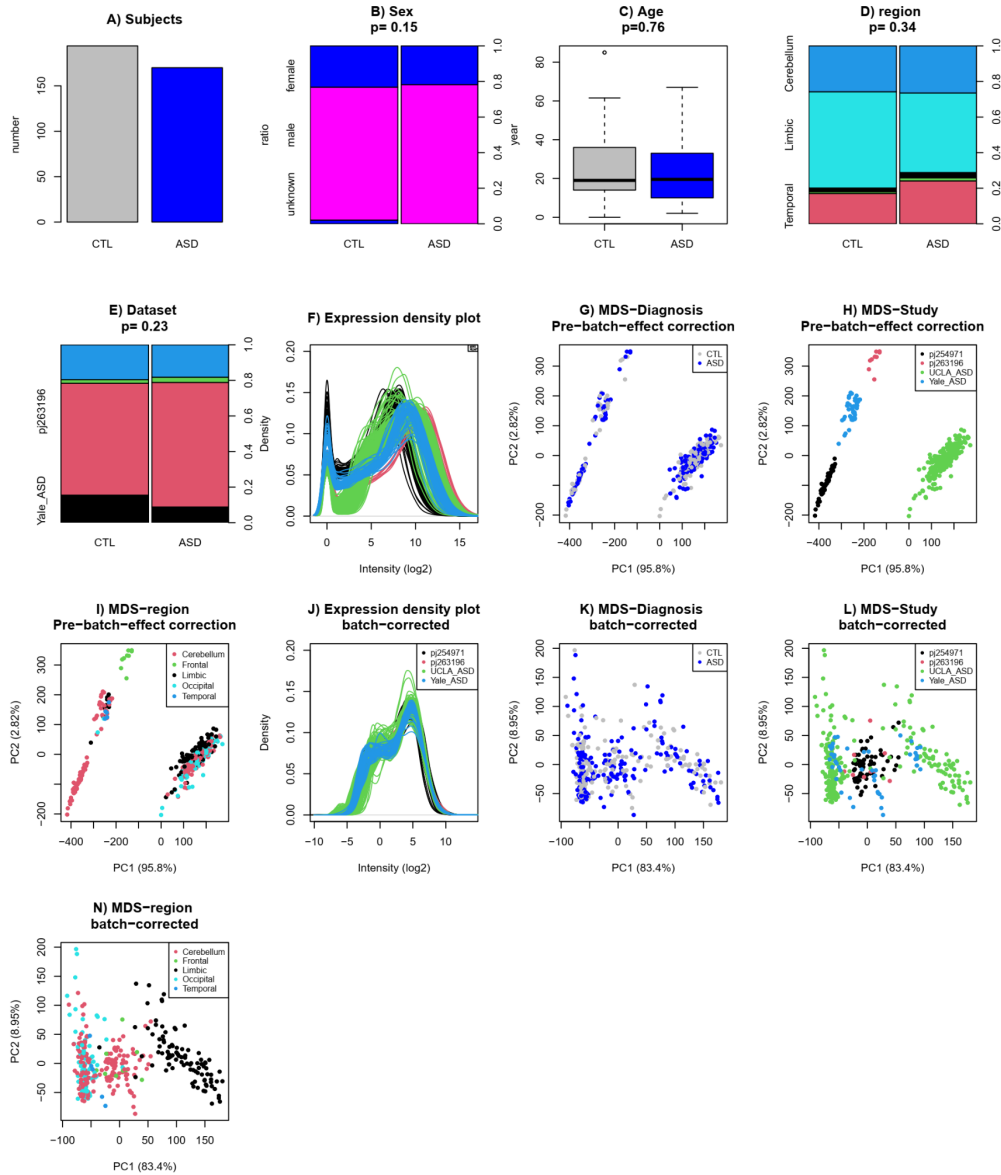 A) Subjects
number
0
50
100
150
CTL
ASD
B) Sex
p= 0.15
ratio
unknown
male
female
0.0
0.2
0.4
0.6
0.8
1.0
CTL
ASD
C) Age
p=0.76
year
0
20
40
60
80
CTL
ASD
D) region
p= 0.34
Temporal
Limbic
Cerebellum
0.0
0.2
0.4
0.6
0.8
1.0
CTL
ASD
E) Dataset
p= 0.23
Yale_ASD
pj263196
0.0
0.2
0.4
0.6
0.8
1.0
CTL
ASD
F) Expression density plot
Density
0.00
0.05
0.10
0.15
0.20
0
5
10
15
Intensity (log2)
G) MDS−Diagnosis
Pre−batch−effect correction
CTL
ASD
PC2 (2.82%)
−200
0
100
200
300
−400
−200
0
100
PC1 (95.8%)
H) MDS−Study
Pre−batch−effect correction
pj254971
pj263196
UCLA_ASD
Yale_ASD
PC2 (2.82%)
−200
0
100
200
300
−400
−200
0
100
PC1 (95.8%)
I) MDS−region
Pre−batch−effect correction
Cerebellum
Frontal
Limbic
Occipital
Temporal
PC2 (2.82%)
−200
0
100
200
300
−400
−200
0
100
PC1 (95.8%)
J) Expression density plot
batch−corrected
pj254971
pj263196
UCLA_ASD
Yale_ASD
Density
0.00
0.05
0.10
0.15
0.20
−10
−5
0
5
10
Intensity (log2)
K) MDS−Diagnosis
batch−corrected
CTL
ASD
PC2 (8.95%)
−50
0
50
100
150
200
−100
−50
0
50
100
150
PC1 (83.4%)
L) MDS−Study
batch−corrected
pj254971
pj263196
UCLA_ASD
Yale_ASD
PC2 (8.95%)
−50
0
50
100
150
200
−100
−50
0
50
100
150
PC1 (83.4%)
N) MDS−region
batch−corrected
Cerebellum
Frontal
Limbic
Occipital
Temporal
PC2 (8.95%)
−50
0
50
100
150
200
−100
−50
0
50
100
150
PC1 (83.4%)